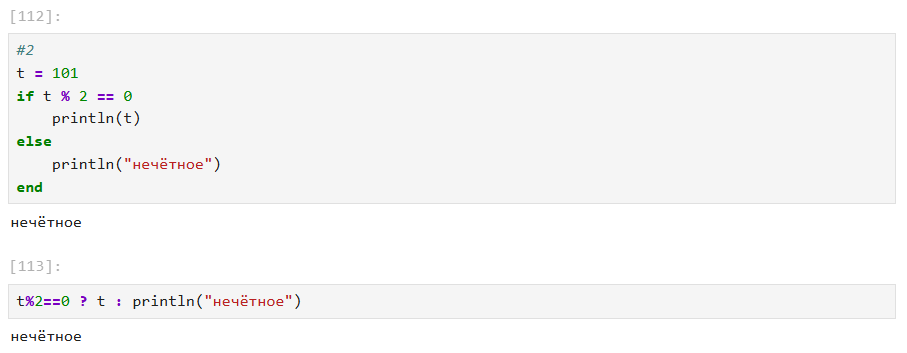 [112]:
#2
t = 101
if t % 2 == 0
    println(t)
else
    println("нечётное")
end
нечётное
[113]:
t%2==0 ? t : println("нечётное")
нечётное